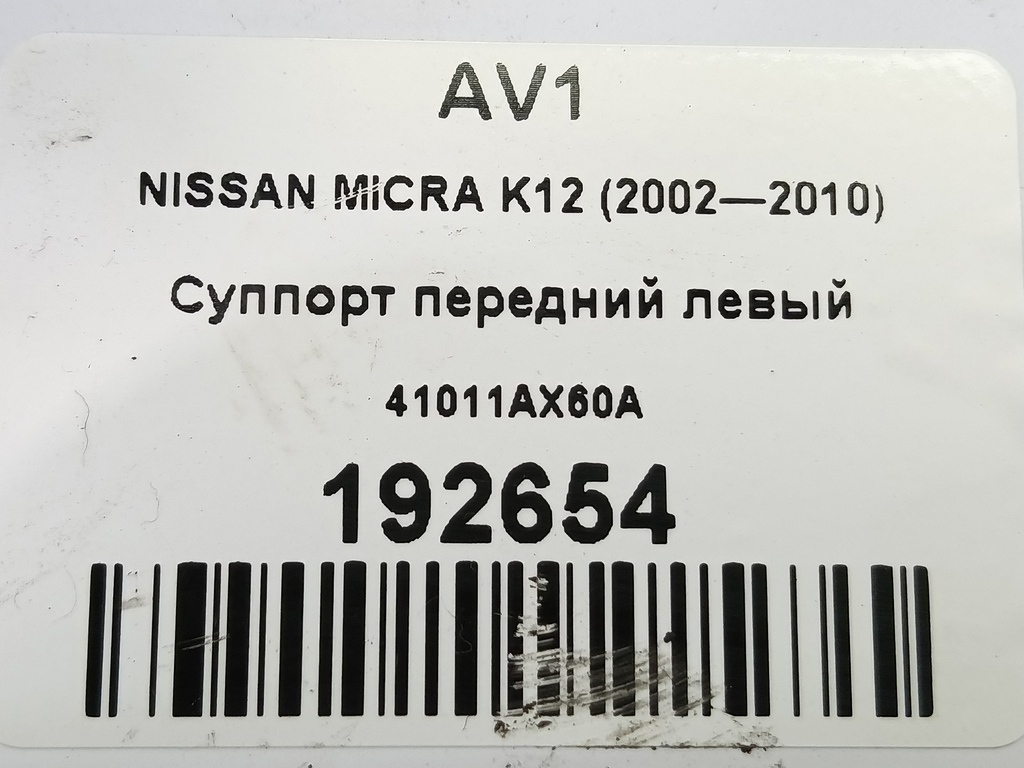 AV1
NISSAN MICRA K12 (2002—2010)
Суппорт передний левый
41011AX60A
192654